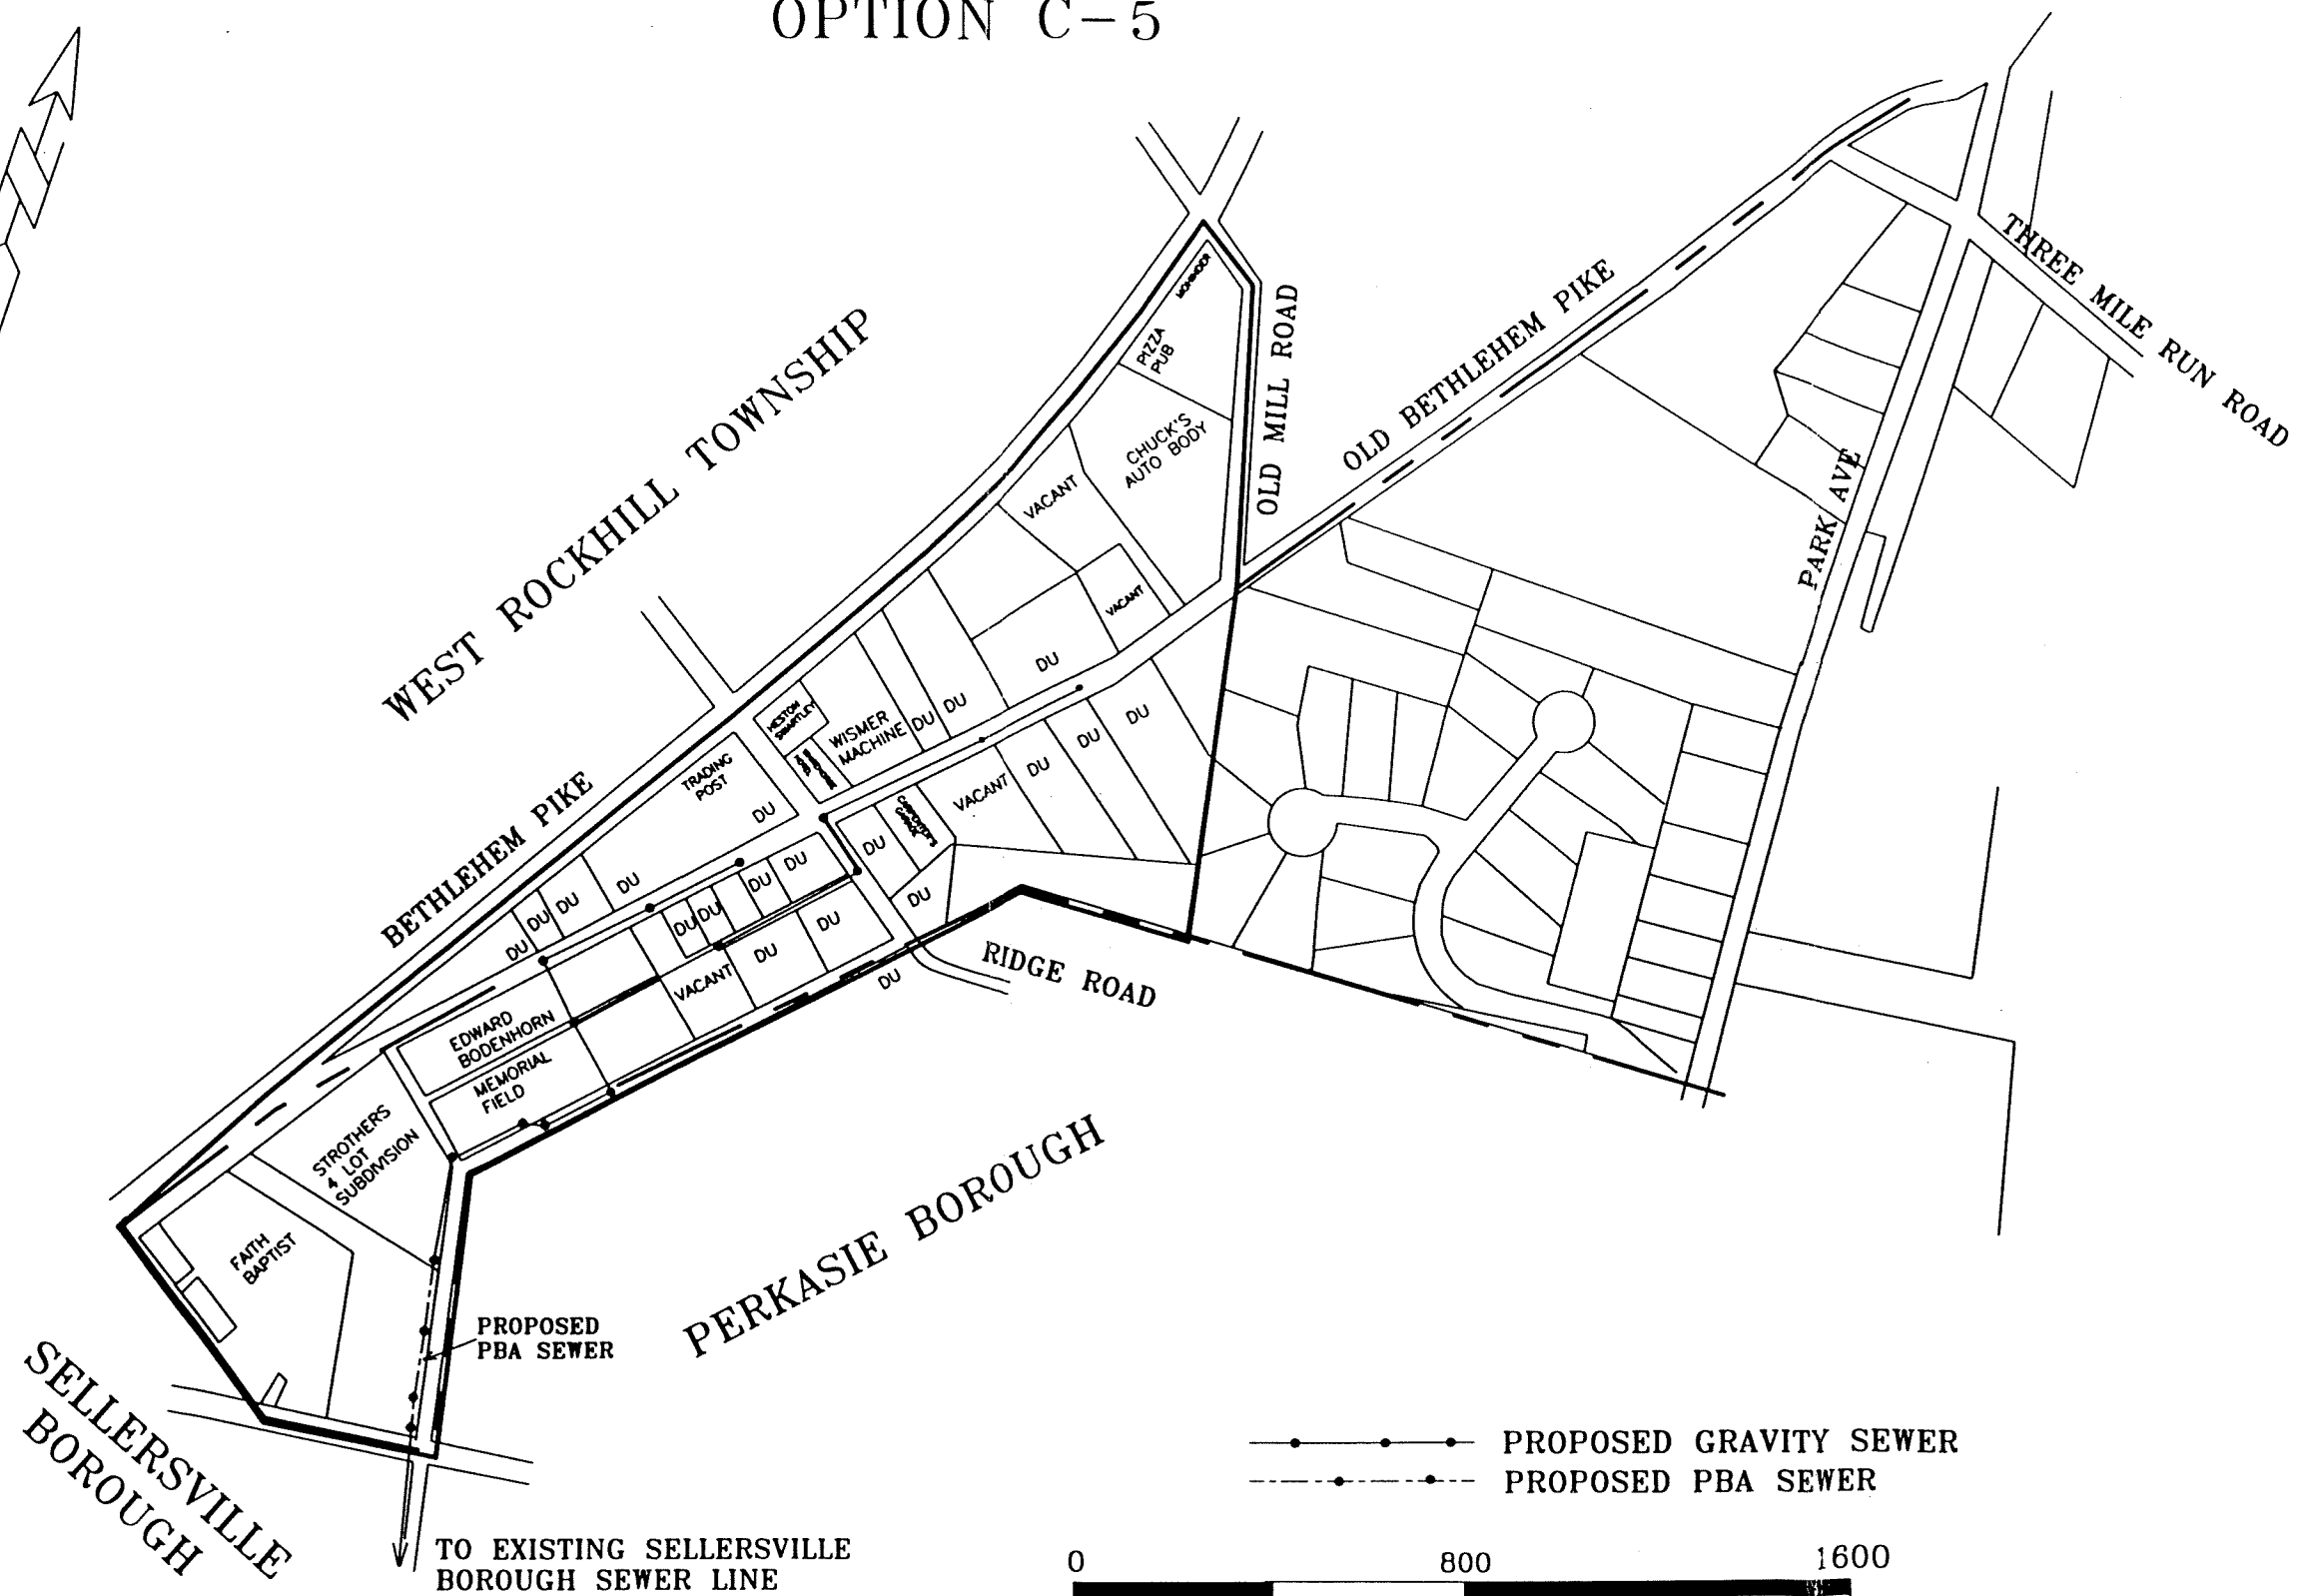 OPTION C-5
WEST ROCKHILL TOWNSHIP
BETHLEHEM PIKE
OLD MILL ROAD
OLD BETHLEHEM PIKE
THREE MILE RUN ROAD
PARK AVE
PIZZA
PUB
CHUCK'S
AUTO BODY
VACANT
VACANT
DU
WISMER
MACHINE
DU
DU
TRADING
POST
DU
DU
DU
DU
DU
DU
VACANT
DU
DU
DU
DU
DU
DU
DU
DU
VACANT
DU
DU
DU
RIDGE ROAD
EDWARD
BODENHORN
MEMORIAL
FIELD
STROTHERS
4 LOT
SUBDIVISION
FAITH
BAPTIST
PERKASIE BOROUGH
PROPOSED
PBA SEWER
SELLERSVILLE
BOROUGH
TO EXISTING SELLERSVILLE
BOROUGH SEWER LINE
PROPOSED GRAVITY SEWER
PROPOSED PBA SEWER
0 800 1600